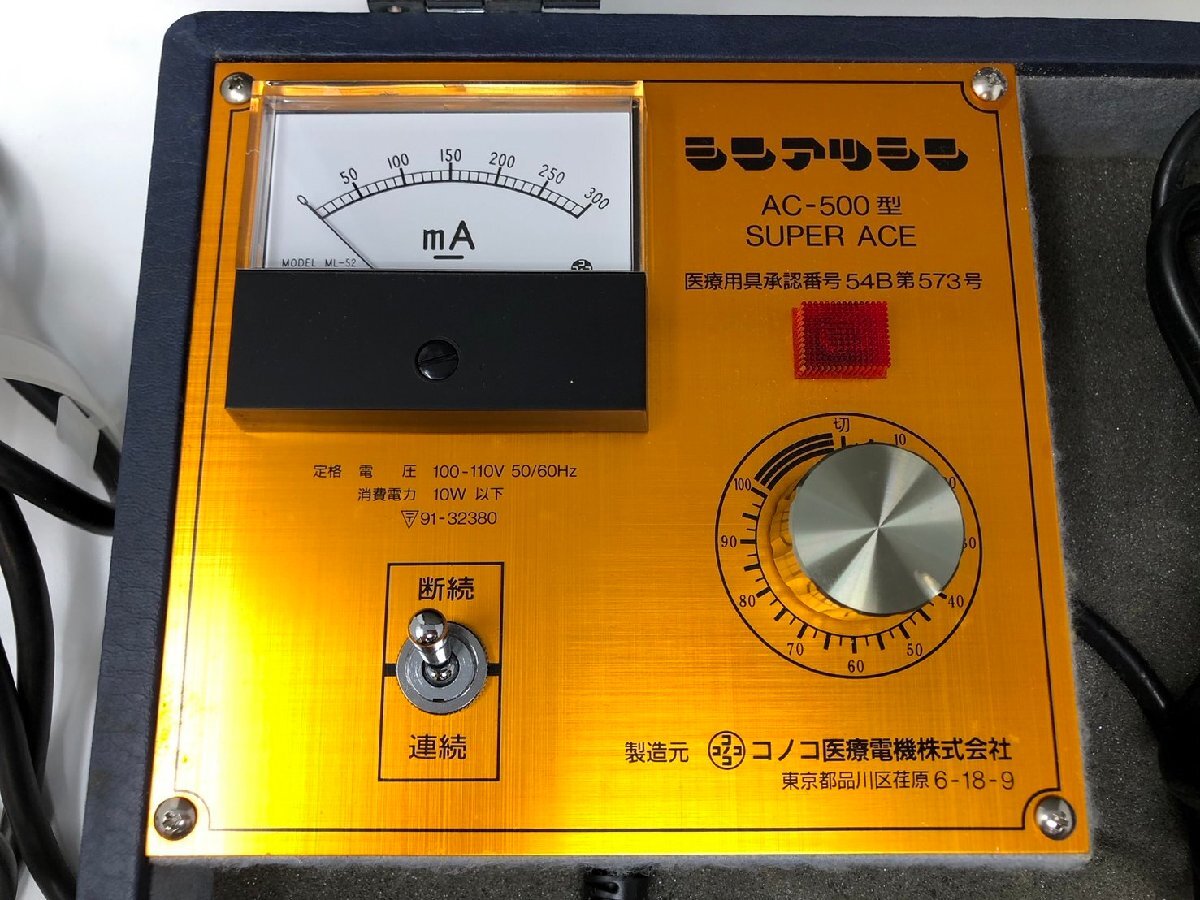 0 50 100 150 200 250 300
mA
MODEL ML-52
シンアツシン
AC-500型
SUPER ACE
医療用具承認番号54B第573号
定格 電 圧 100-110V 50/60Hz
消費電力 10W 以下
〒91-32380
切
10
40
50
60
70
80
90
100
断続
連続
製造元 コノコ医療電機株式会社
東京都品川区荏原6-18-9